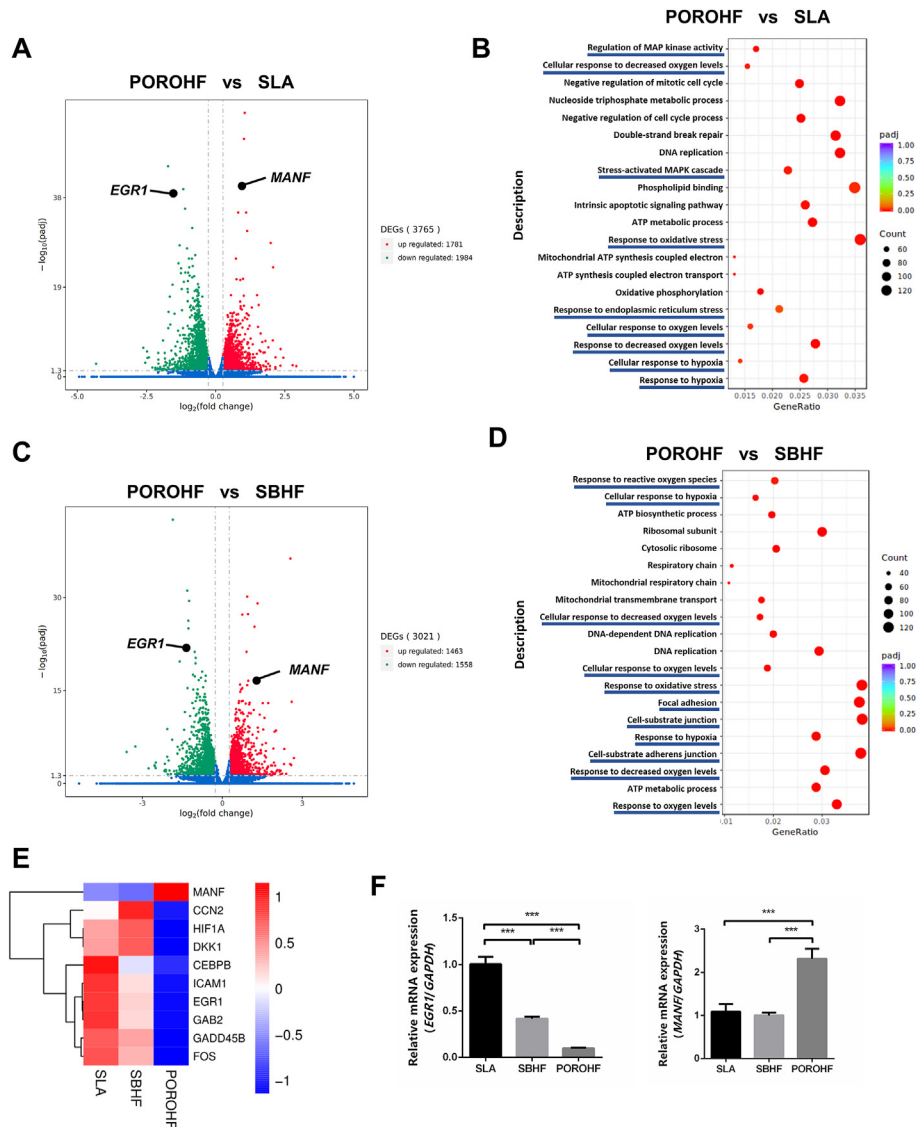 A
POROHF vs SLA
EGR1
MANF
38
19
1.3
0
−log10(padj)
-5.0
-2.5
0.0
2.5
5.0
log2(fold change)
DEGs ( 3765 )
up regulated: 1781
down regulated: 1984
B
POROHF vs SLA
Description
Regulation of MAP kinase activity
Cellular response to decreased oxygen levels
Negative regulation of mitotic cell cycle
Nucleoside triphosphate metabolic process
Negative regulation of cell cycle process
Double-strand break repair
DNA replication
Stress-activated MAPK cascade
Phospholipid binding
Intrinsic apoptotic signaling pathway
ATP metabolic process
Response to oxidative stress
Mitochondrial ATP synthesis coupled electron
ATP synthesis coupled electron transport
Oxidative phosphorylation
Response to endoplasmic reticulum stress
Cellular response to oxygen levels
Response to decreased oxygen levels
Cellular response to hypoxia
Response to hypoxia
0.015 0.020 0.025 0.030 0.035
GeneRatio
padj
1.00
0.75
0.50
0.25
0.00
Count
60
80
100
120
C
POROHF vs SBHF
EGR1
MANF
30
15
1.3
0
−log10(padj)
-3
0
3
log2(fold change)
DEGs ( 3021 )
up regulated: 1463
down regulated: 1558
D
POROHF vs SBHF
Description
Response to reactive oxygen species
Cellular response to hypoxia
ATP biosynthetic process
Ribosomal subunit
Cytosolic ribosome
Respiratory chain
Mitochondrial respiratory chain
Mitochondrial transmembrane transport
Cellular response to decreased oxygen levels
DNA-dependent DNA replication
DNA replication
Cellular response to oxygen levels
Response to oxidative stress
Focal adhesion
Cell-substrate junction
Response to hypoxia
Cell-substrate adherens junction
Response to decreased oxygen levels
ATP metabolic process
Response to oxygen levels
0.01 0.02 0.03
GeneRatio
Count
40
60
80
100
120
padj
1.00
0.75
0.50
0.25
0.00
E
MANF
CCN2
HIF1A
DKK1
CEBPB
ICAM1
EGR1
GAB2
GADD45B
FOS
SLA
SBHF
POROHF
1
0.5
0
−0.5
−1
F
Relative mRNA expression
(EGR1/GAPDH)
1.5
1.0
0.5
0.0
***
***
***
SLA SBHF POROHF
Relative mRNA expression
(MANF/GAPDH)
3
2
1
0
***
***
SLA SBHF POROHF